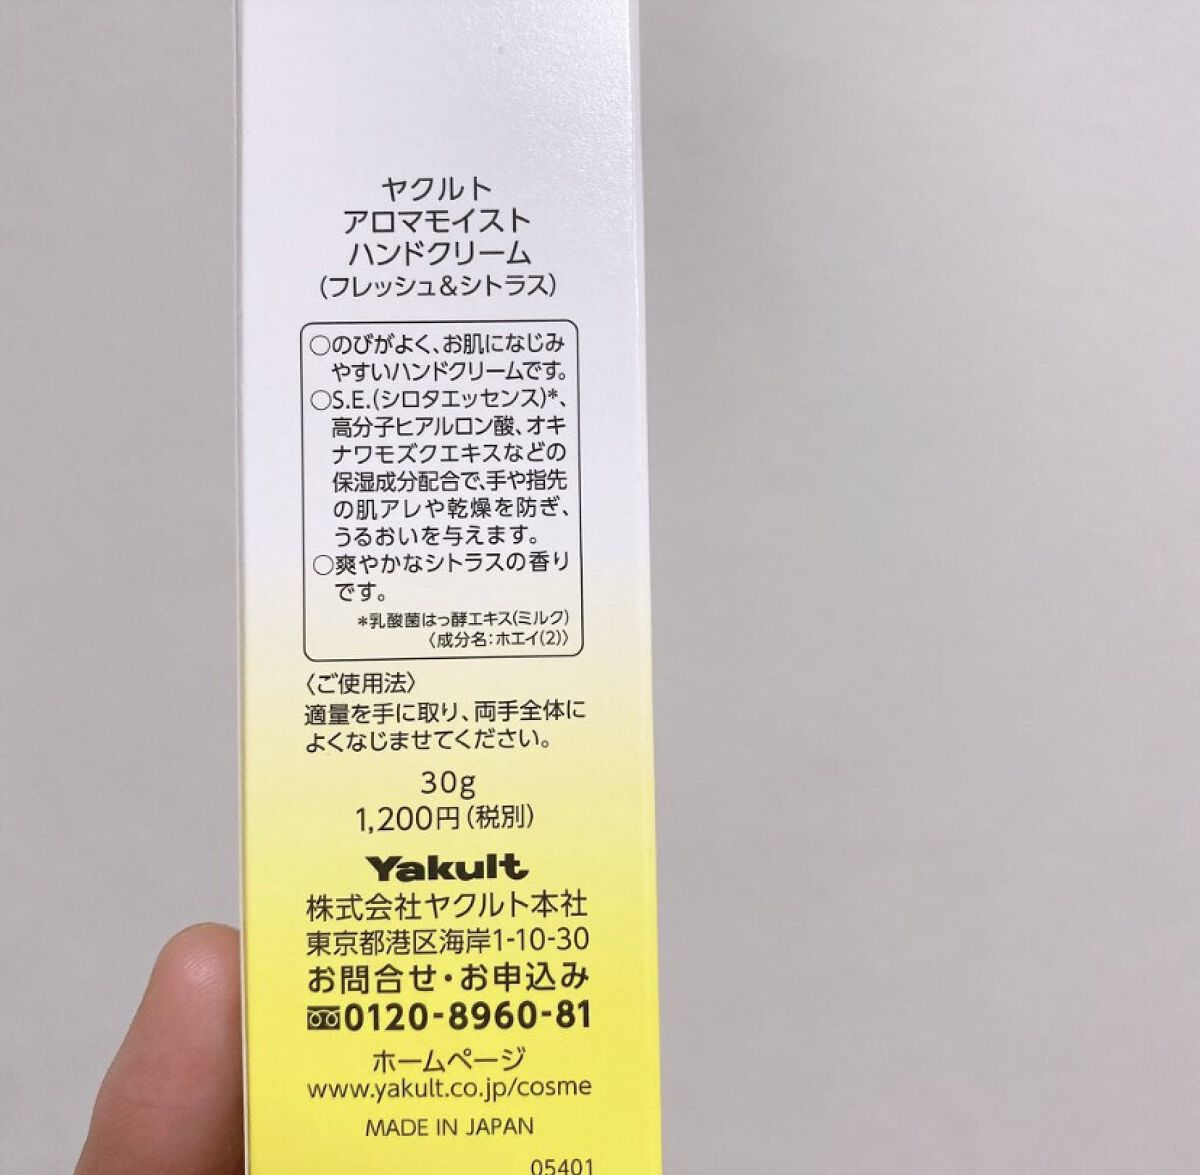 ヤクルト
アロマモイスト
ハンドクリーム
(フレッシュ&シトラス)
○のびがよく、お肌になじみ
やすいハンドクリームです。
○S.E.(シロタエッセンス)*、
高分子ヒアルロン酸、オキ
ナワモズクエキスなどの
保湿成分配合で、手や指先
の肌アレや乾燥を防ぎ、
うるおいを与えます。
○爽やかなシトラスの香り
です。
*乳酸菌はっ酵エキス(ミルク)
〈成分名:ホエイ(2)〉
〈ご使用法〉
適量を手に取り、両手全体に
よくなじませてください。
30g
1,200円(税別)
Yakult
株式会社ヤクルト本社
東京都港区海岸1-10-30
お問合せ・お申込み
0120-8960-81
ホームページ
www.yakult.co.jp/cosme
MADE IN JAPAN
05401